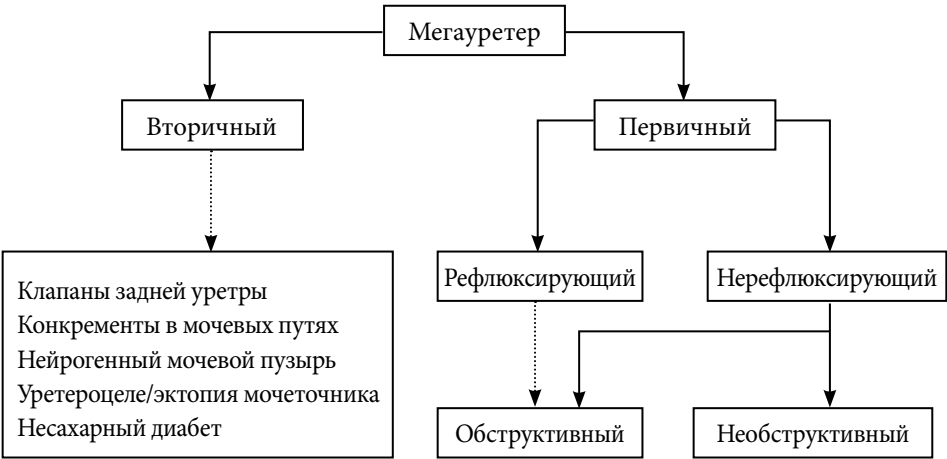 Мегауретер
Вторичный
Первичный
Клапаны задней уретры
Конкременты в мочевых путях
Нейрогенный мочевой пузырь
Уретероцеле/эктопия мочеточника
Несахарный диабет
Рефлюксирующий
Нерефлюксирующий
Обструктивный
Необструктивный